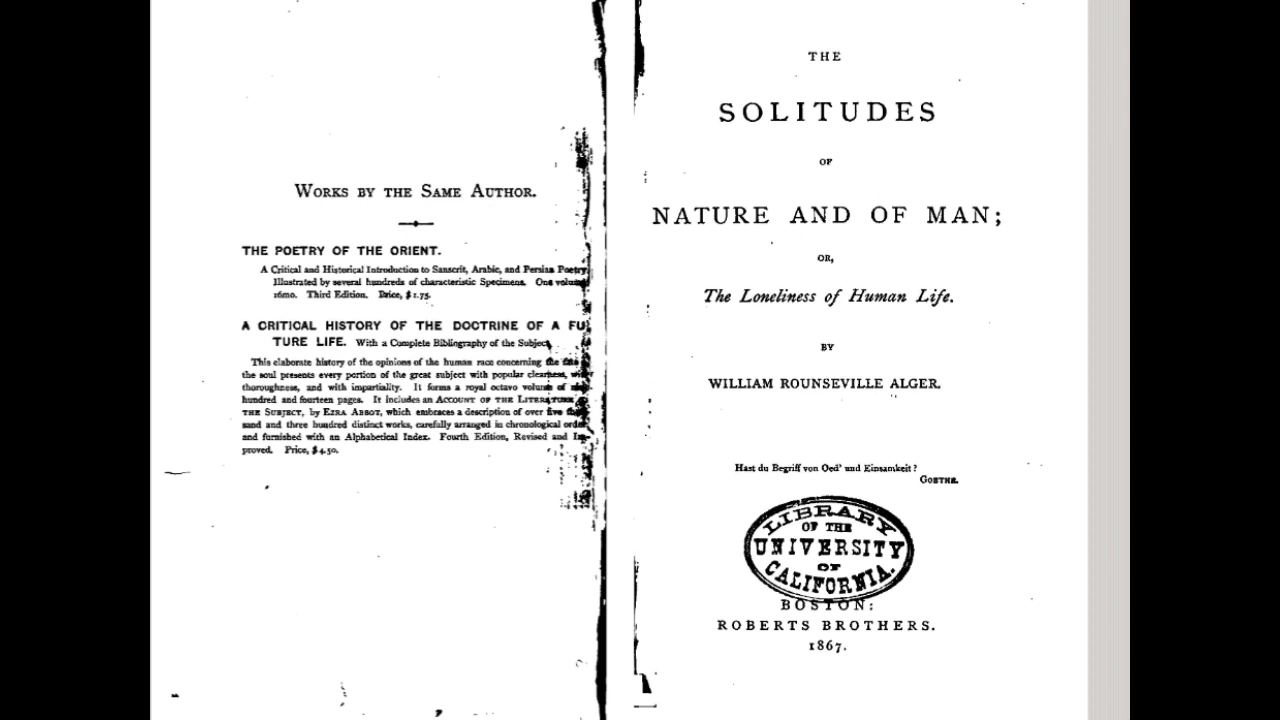 WORKS BY THE SAME AUTHOR.
THE POETRY OF THE ORIENT.
A Critical and Historical Introduction to Sanscrit, Arabic, and Persian Poetry.
Illustrated by several hundreds of characteristic Specimens. One volume
16mo. Third Edition. Price, $1.75.
A CRITICAL HISTORY OF THE DOCTRINE OF A FU-
TURE LIFE. With a Complete Bibliography of the Subject
This elaborate history of the opinions of the human race concerning the
the soul presents every portion of the great subject with popular clearness, with
thoroughness, and with impartiality. It forms a royal octavo volume of
hundred and fourteen pages. It includes an ACCOUNT OF THE LITERATURE
THE SUBJECT, by EZRA ABBOT, which embraces a description of over five
sand and three hundred distinct works, carefully arranged in chronological order
and furnished with an Alphabetical Index. Fourth Edition, Revised and Im-
proved. Price, $4.50.
THE
SOLITUDES
OF
NATURE AND OF MAN;
OR,
The Loneliness of Human Life.
BY
WILLIAM ROUNSEVILLE ALGER.
Hast du Begriff von Oed' und Einsamkeit?
GOETHE.
LIBRARY
OF THE
UNIVERSITY
OF
CALIFORNIA.
BOSTON:
ROBERTS BROTHERS.
1867.